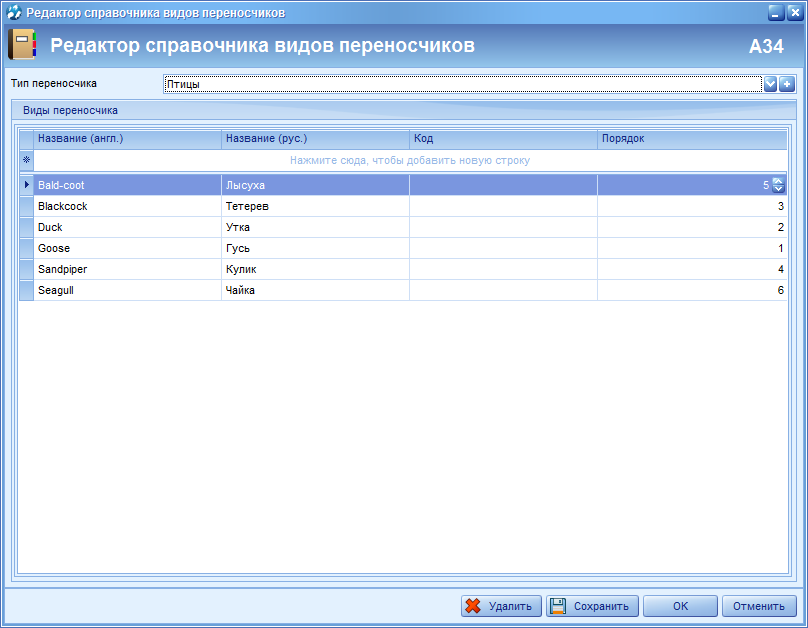 Редактор справочника видов переносчиков
Редактор справочника видов переносчиков A34
Тип переносчика Птицы
Виды переносчика
Название (англ.) Название (рус.) Код Порядок
Нажмите сюда, чтобы добавить новую строку
Bald-coot Лысуха 5
Blackcock Тетерев 3
Duck Утка 2
Goose Гусь 1
Sandpiper Кулик 4
Seagull Чайка 6
Удалить Сохранить OK Отменить